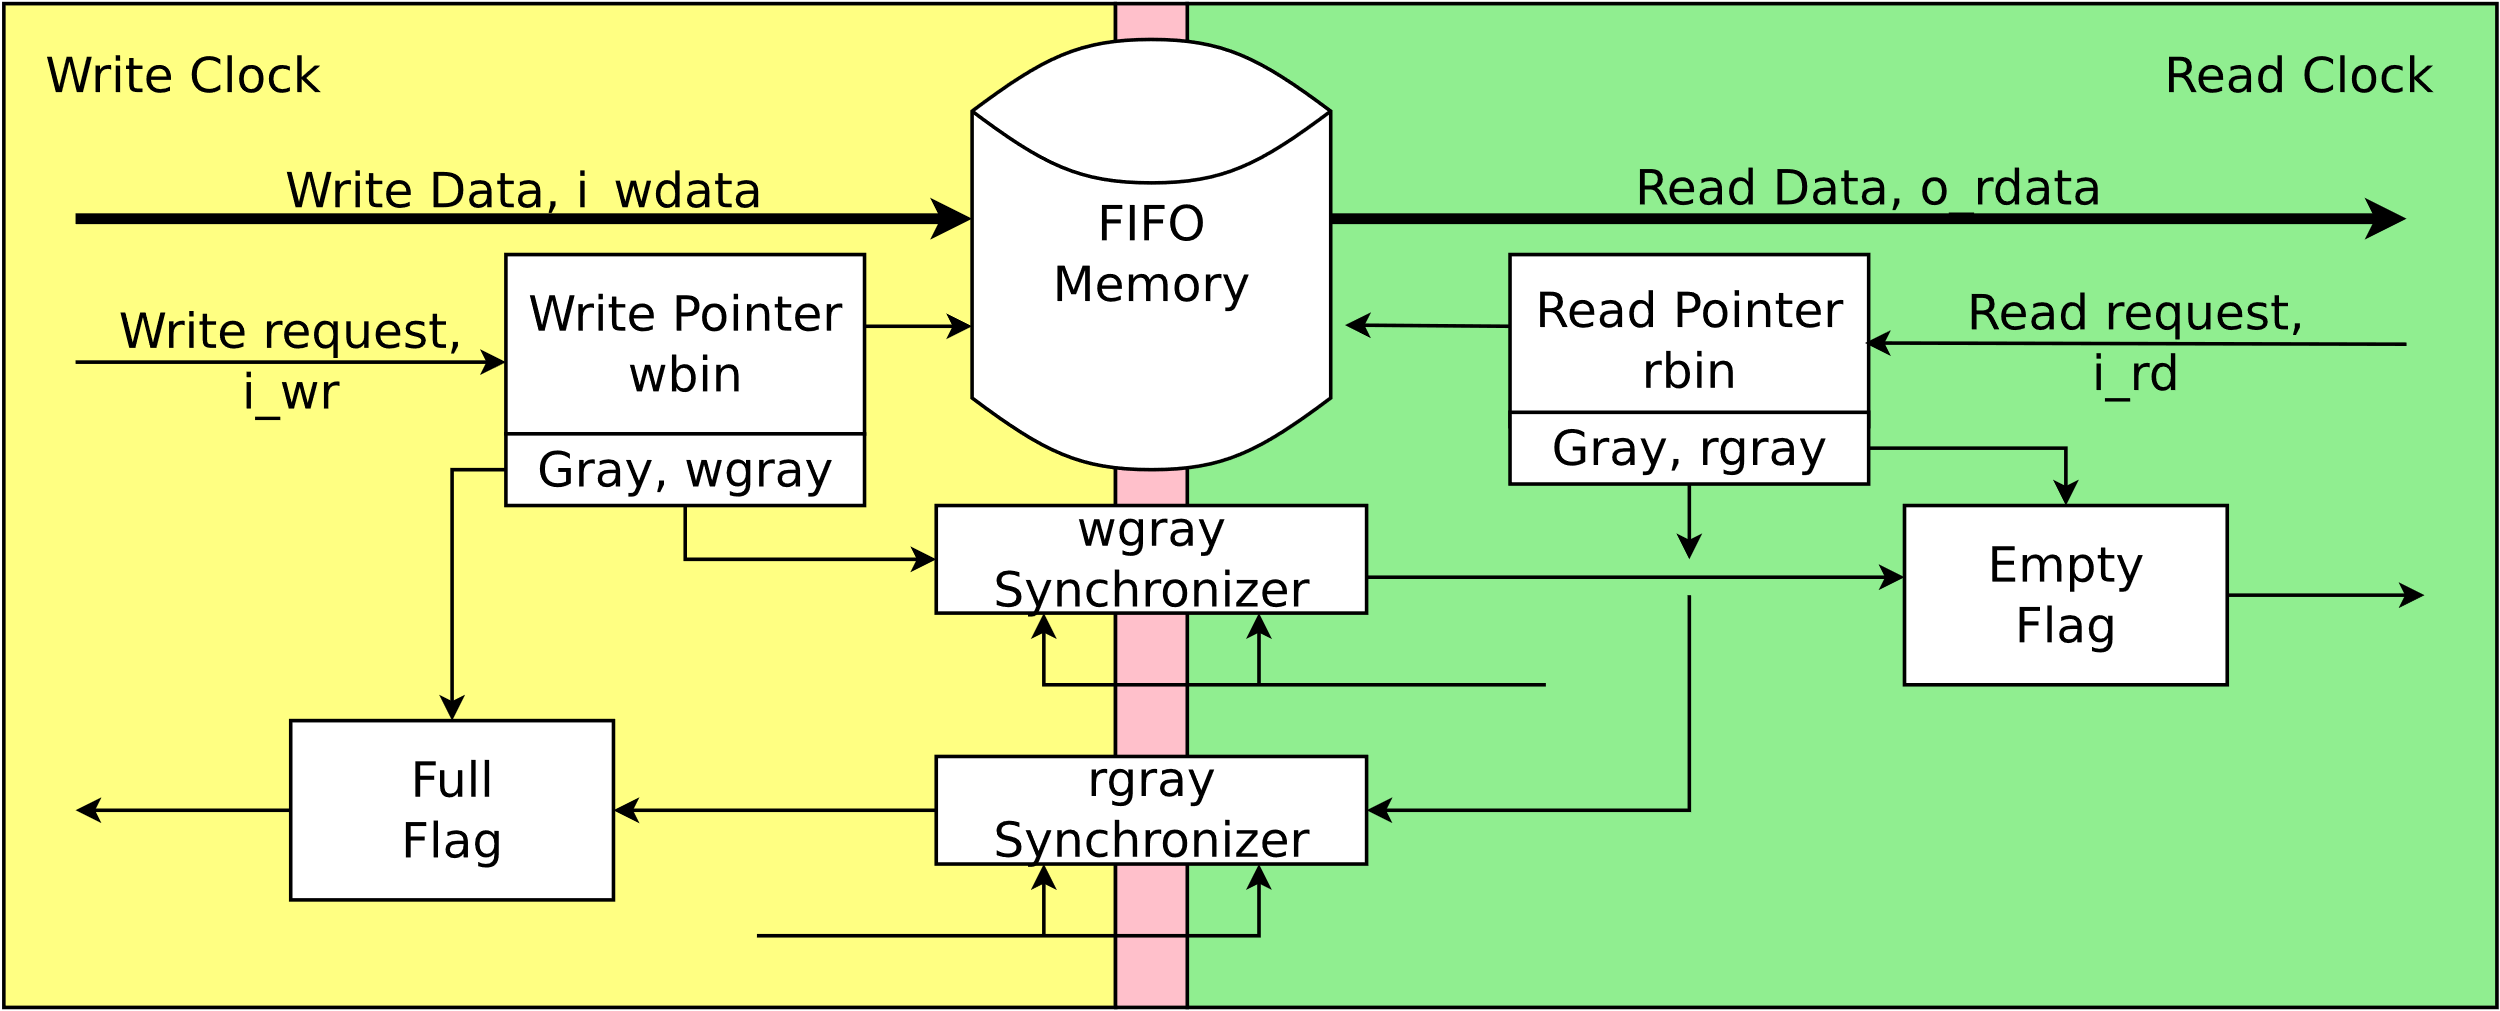 Write Clock
Read Clock
Write Data, i_wdata
Read Data, o_rdata
FIFO
Memory
Write Pointer
wbin
Read Pointer
rbin
Write request,
i_wr
Read request,
i_rd
Gray, wgray
Gray, rgray
wgray
Synchronizer
Empty
Flag
Full
Flag
rgray
Synchronizer